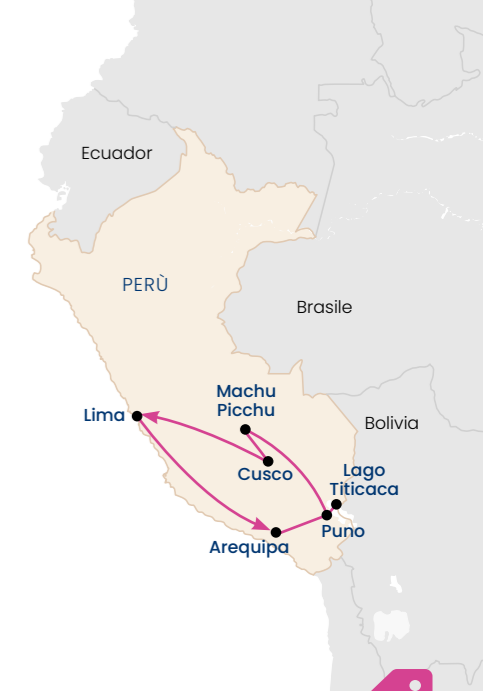 Ecuador
PERÙ
Brasile
Machu
Picchu
Lima
Bolivia
Cusco
Lago
Titicaca
Puno
Arequipa